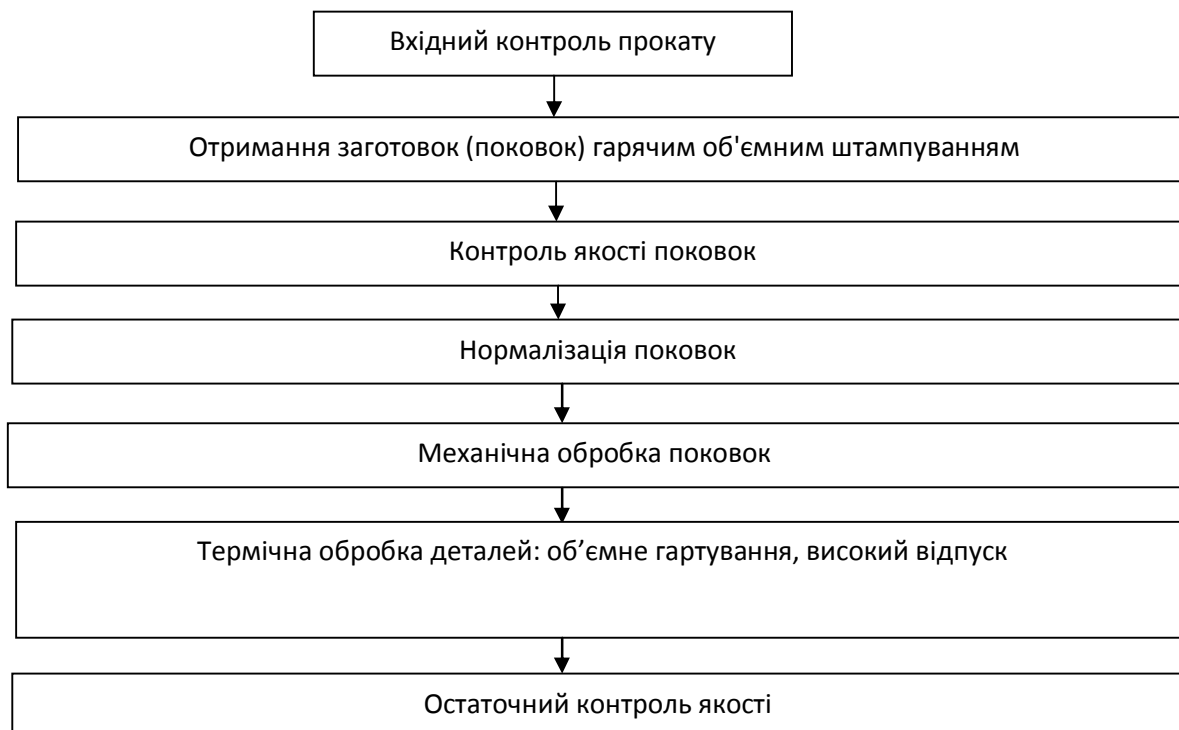 Вхідний контроль прокату
Отримання заготовок (поковок) гарячим об'ємним штампуванням
Контроль якості поковок
Нормалізація поковок
Механічна обробка поковок
Термічна обробка деталей: об’ємне гартування, високий відпуск
Остаточний контроль якості